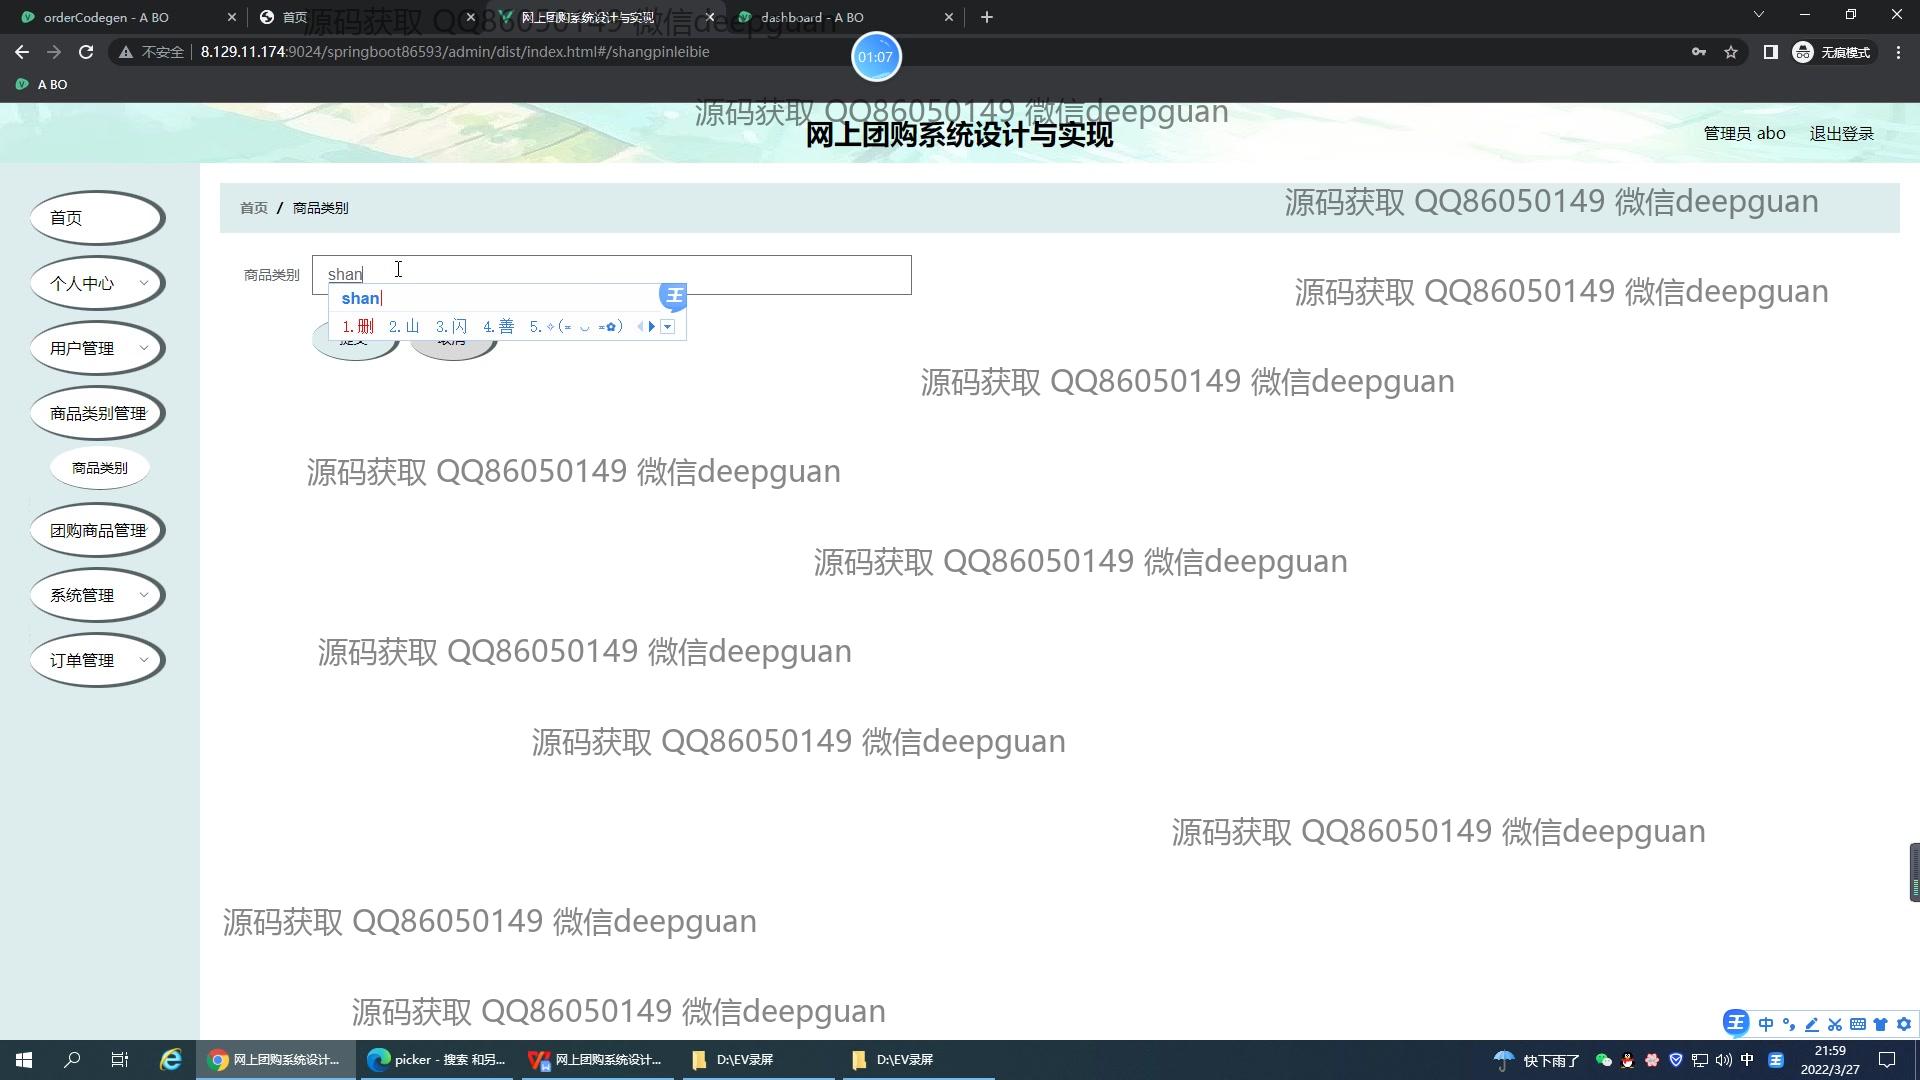 orderCodegen - A BO
首页
网上团购系统设计与实现
dashboard - A BO
源码获取 QQ86050149 微信deepguan
不安全
8.129.11.174:9024/springboot86593/admin/dist/index.html#/shangpinleibie
01:07
无痕模式
A BO
源码获取 QQ86050149 微信deepguan
网上团购系统设计与实现
管理员 abo
退出登录
首页 / 商品类别
源码获取 QQ86050149 微信deepguan
首页
个人中心
用户管理
商品类别管理
商品类别
团购商品管理
系统管理
订单管理
商品类别
shan
shan
1.删 2.山 3.闪 4.善 5.
提交
取消
源码获取 QQ86050149 微信deepguan
源码获取 QQ86050149 微信deepguan
源码获取 QQ86050149 微信deepguan
源码获取 QQ86050149 微信deepguan
源码获取 QQ86050149 微信deepguan
源码获取 QQ86050149 微信deepguan
源码获取 QQ86050149 微信deepguan
源码获取 QQ86050149 微信deepguan
源码获取 QQ86050149 微信deepguan
王 中
网上团购系统设计...
picker - 搜索 和另...
网上团购系统设计...
D:\EV录屏
D:\EV录屏
快下雨了
中
王
21:59
2022/3/27